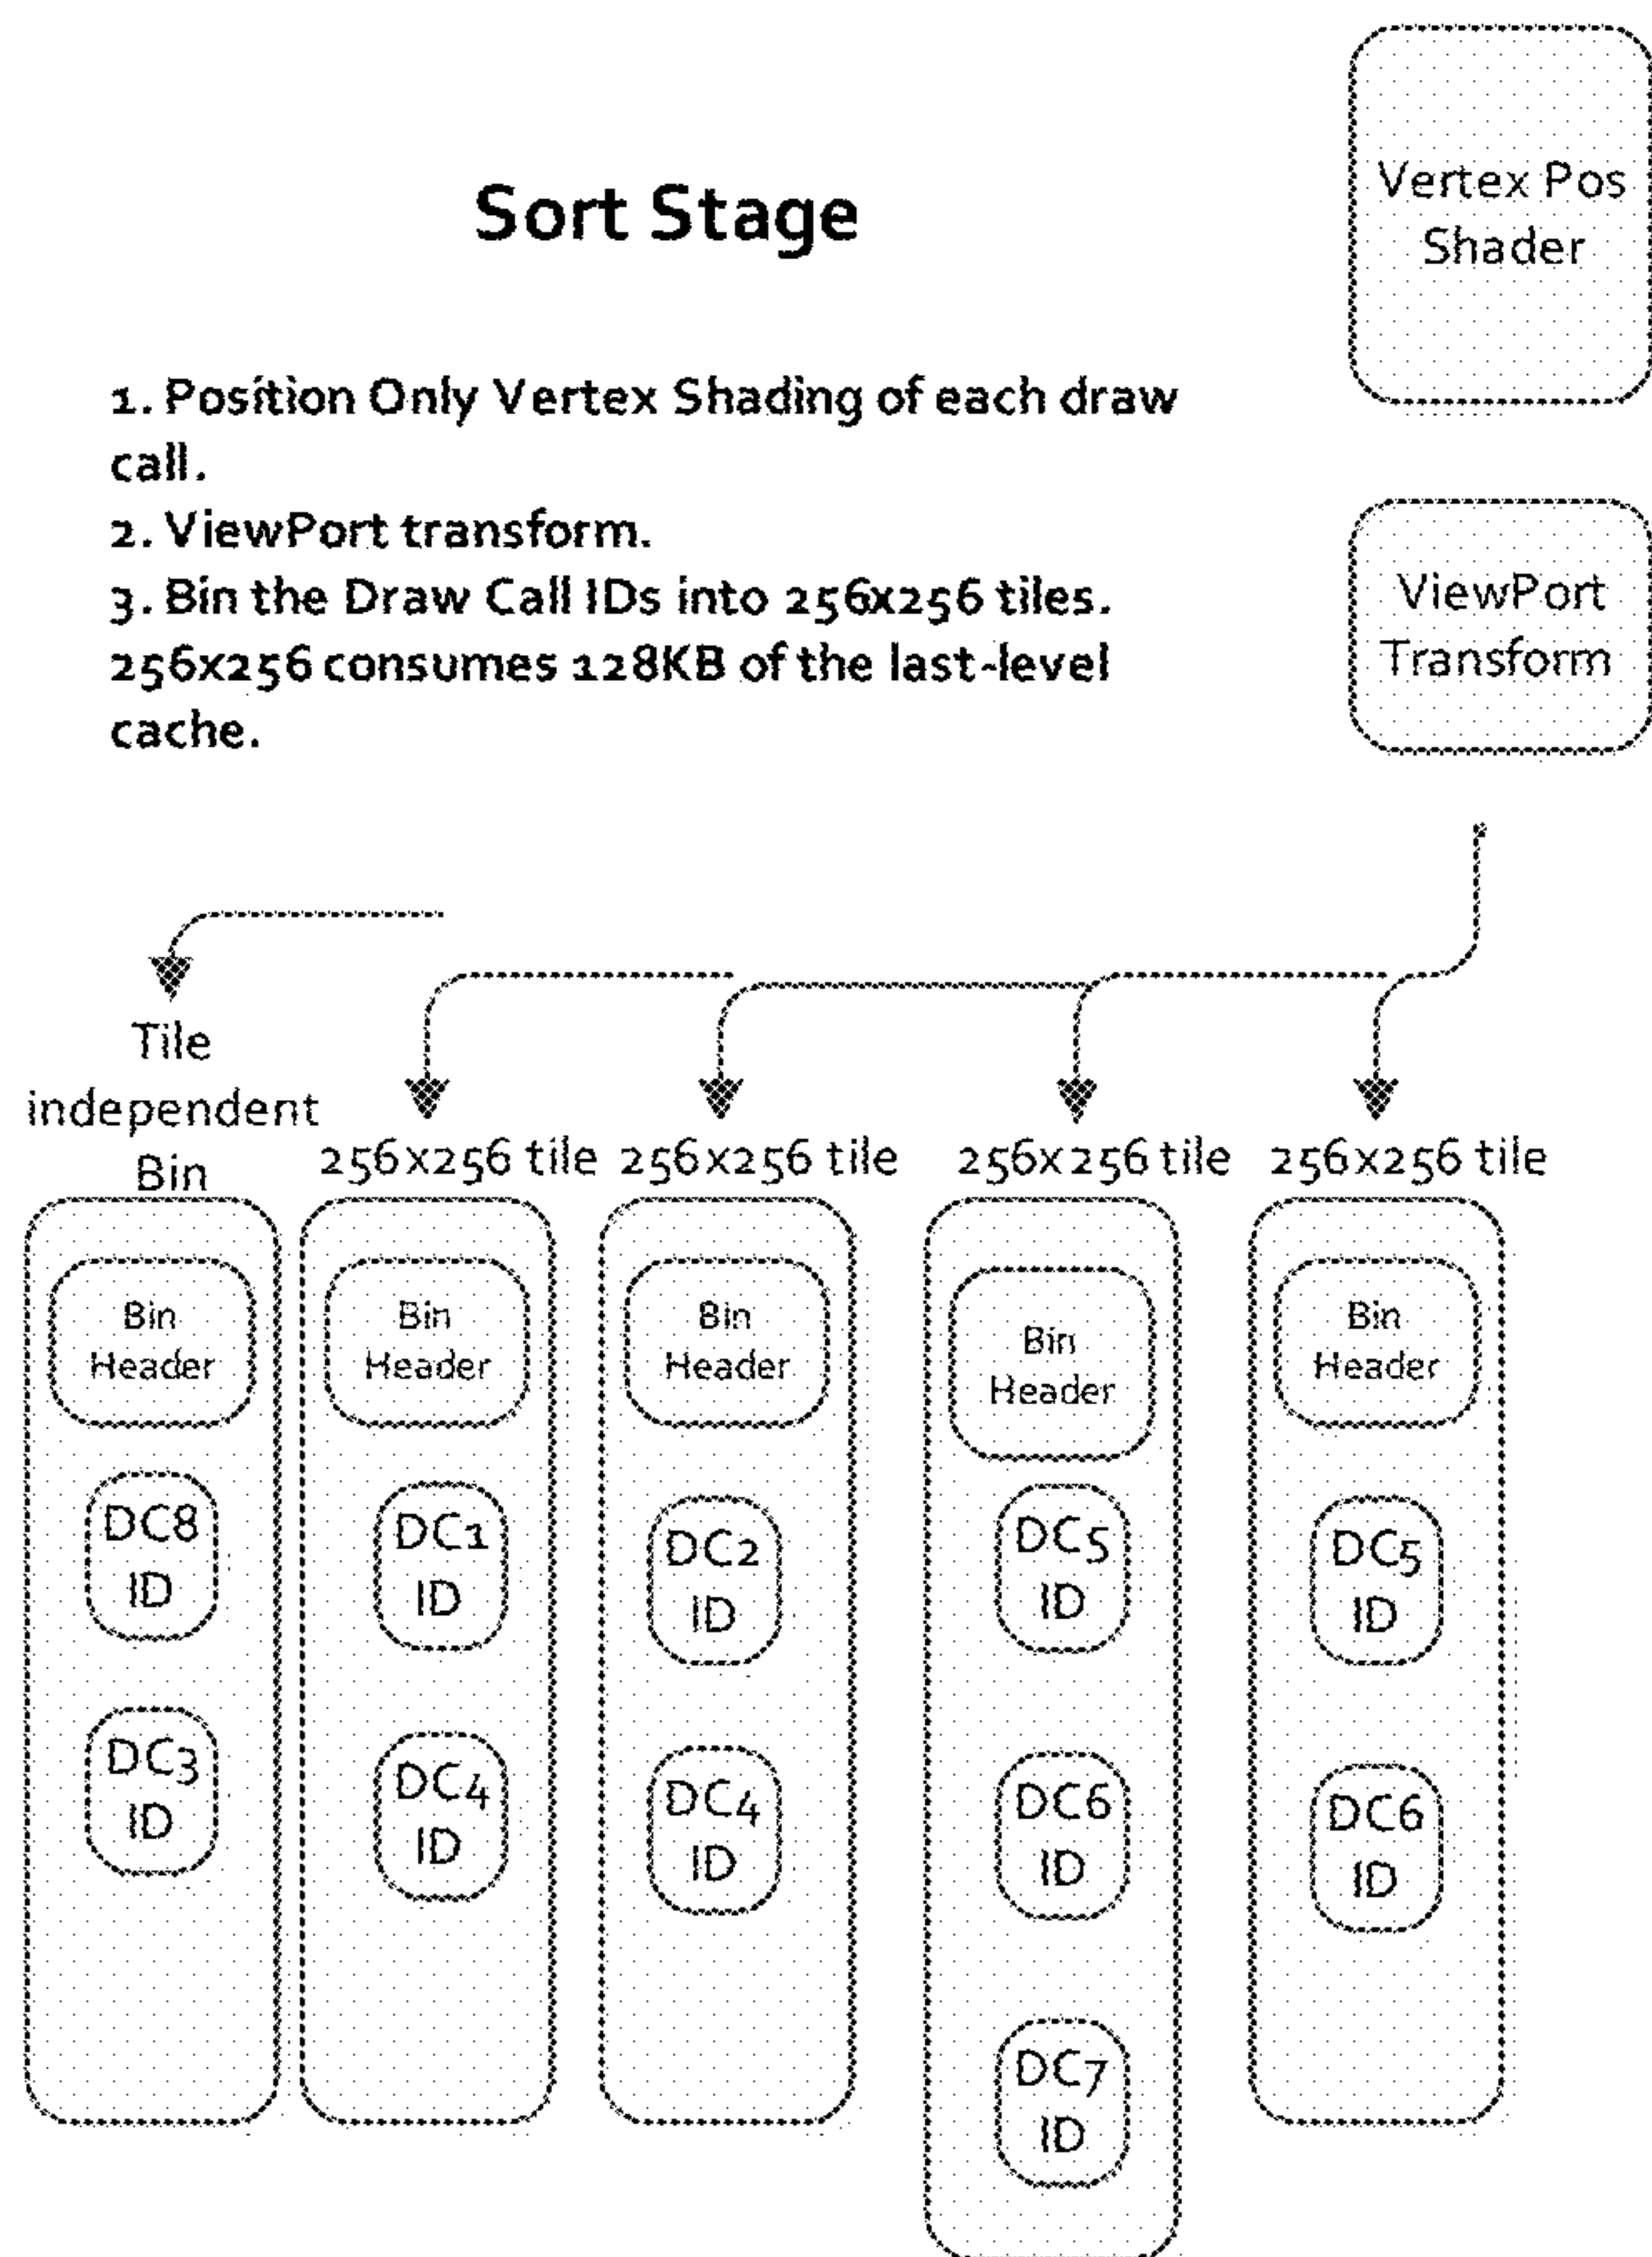 Sort Stage
Vertex Pos
Shader
1. Position Only Vertex Shading of each draw
call.
2. ViewPort transform.
3. Bin the Draw Call IDs into 256x256 tiles.
256x256 consumes 128KB of the last-level
cache.
ViewPort
Transform
Tile
independent
Bin
256x256 tile
256x256 tile
256x256 tile
256x256 tile
Bin
Header
DC8
ID
DC3
ID
Bin
Header
DC1
ID
DC4
ID
Bin
Header
DC2
ID
DC4
ID
Bin
Header
DC5
ID
DC6
ID
DC7
ID
Bin
Header
DC5
ID
DC6
ID